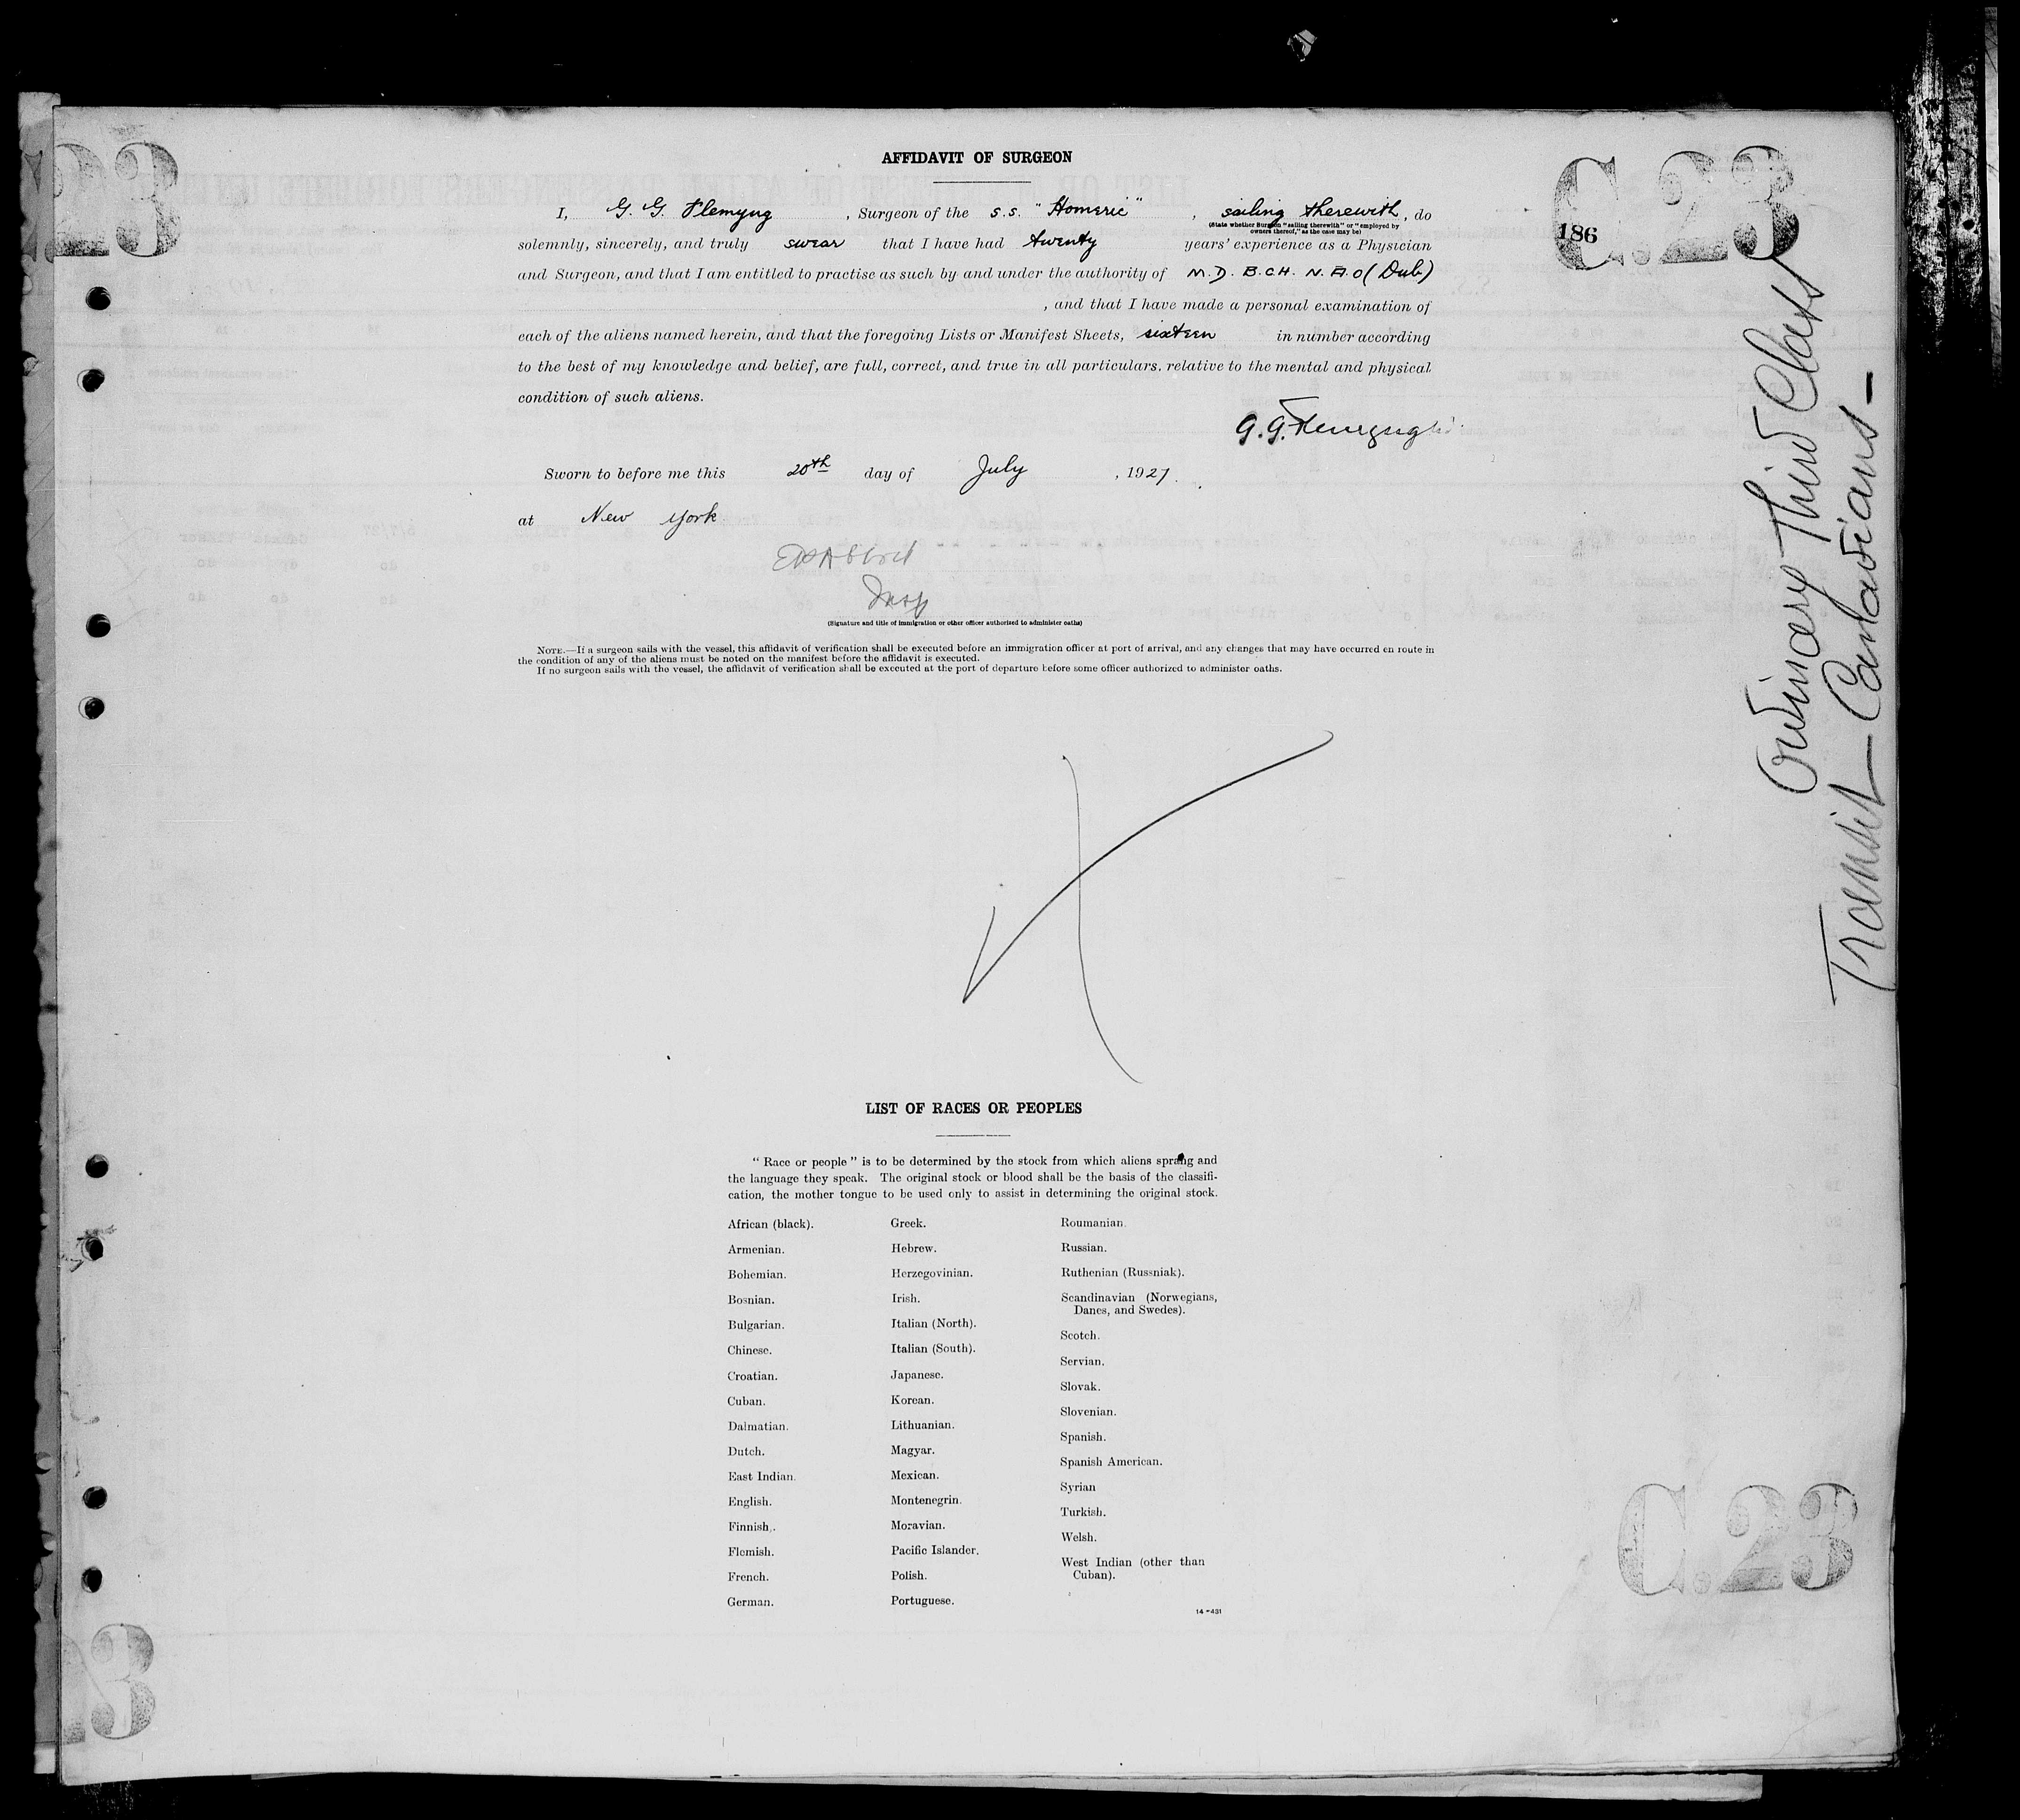 C.23
23
186
AFFIDAVIT OF SURGEON
I, G. G. Flemyng , Surgeon of the s.s. "Homeric" , sailing therewith, do
(State whether Surgeon "sailing therewith" or "employed by
owners thereof," as the case may be)
solemnly, sincerely, and truly swear that I have had twenty years' experience as a Physician
and Surgeon, and that I am entitled to practise as such by and under the authority of M.D. B.CH. N.A.O (Dub)
, and that I have made a personal examination of
each of the aliens named herein, and that the foregoing Lists or Manifest Sheets, sixteen in number according
to the best of my knowledge and belief, are full, correct, and true in all particulars, relative to the mental and physical
condition of such aliens.
G. G. Flemyng
Sworn to before me this 20th day of July , 1927.
at New York
Insp
(Signature and title of immigration or other officer authorized to administer oaths)
NOTE.—If a surgeon sails with the vessel, this affidavit of verification shall be executed before an immigration officer at port of arrival, and any changes that may have occurred en route in
the condition of any of the aliens must be noted on the manifest before the affidavit is executed.
If no surgeon sails with the vessel, the affidavit of verification shall be executed at the port of departure before some officer authorized to administer oaths.
Ordinary Third Class
Transit — Canadians —
LIST OF RACES OR PEOPLES
"Race or people" is to be determined by the stock from which aliens sprang and
the language they speak. The original stock or blood shall be the basis of the classifi-
cation, the mother tongue to be used only to assist in determining the original stock.
African (black).
Armenian.
Bohemian.
Bosnian.
Bulgarian.
Chinese.
Croatian.
Cuban.
Dalmatian.
Dutch.
East Indian.
English.
Finnish.
Flemish.
French.
German.
Greek.
Hebrew.
Herzegovinian.
Irish.
Italian (North).
Italian (South).
Japanese.
Korean.
Lithuanian.
Magyar.
Mexican.
Montenegrin.
Moravian.
Pacific Islander.
Polish.
Portuguese.
Roumanian.
Russian.
Ruthenian (Russniak).
Scandinavian (Norwegians,
Danes, and Swedes).
Scotch.
Servian.
Slovak.
Slovenian.
Spanish.
Spanish American.
Syrian
Turkish.
Welsh.
West Indian (other than
Cuban).
14—431
C.23
3